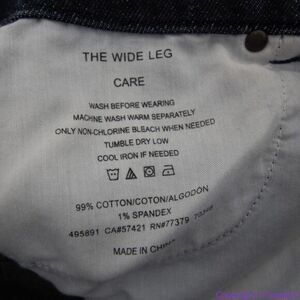 THE WIDE LEG
CARE
WASH BEFORE WEARING
MACHINE WASH WARM SEPARATELY
ONLY NON-CHLORINE BLEACH WHEN NEEDED
TUMBLE DRY LOW
COOL IRON IF NEEDED
99% COTTON/COTON/ALGODÓN
1% SPANDEX
495891 CA#57421 RN#77379
MADE IN CHINA